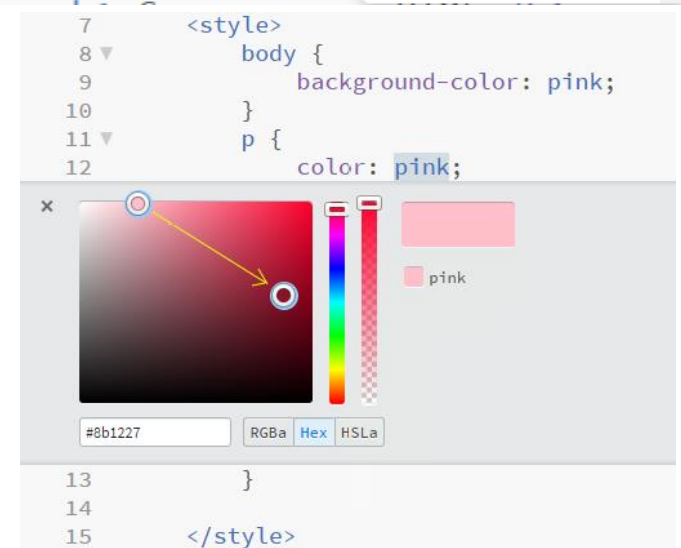 7 <style>
8 body {
9 background-color: pink;
10 }
11 p {
12 color: pink;
×
pink
#8b1227 RGBa Hex HSLa
13 }
14
15 </style>